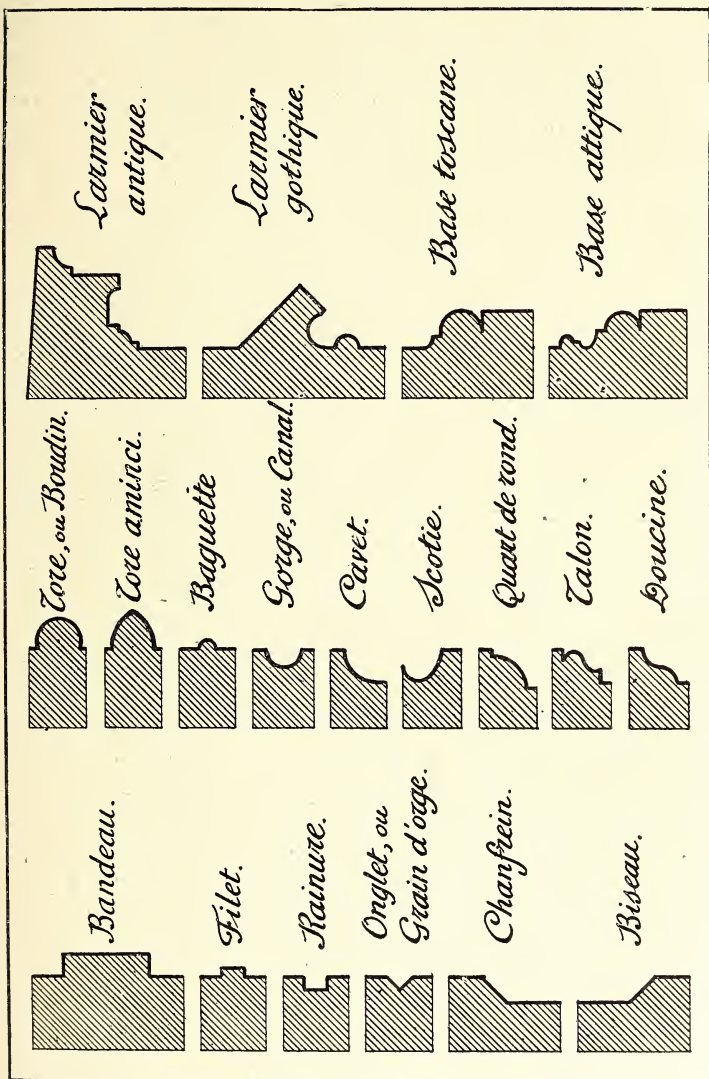 Bandeau.
Filet.
Rainure.
Onglet, ou
Grain d'orge.
Chanfrein.
Biseau.
Tore, ou Boudin.
Tore aminci.
Baguette
Gorge, ou Canal.
Cavet.
Scotie.
Quart de rond.
Talon.
Doucine.
Larmier
antique.
Larmier
gothique.
Base toscane.
Base attique.